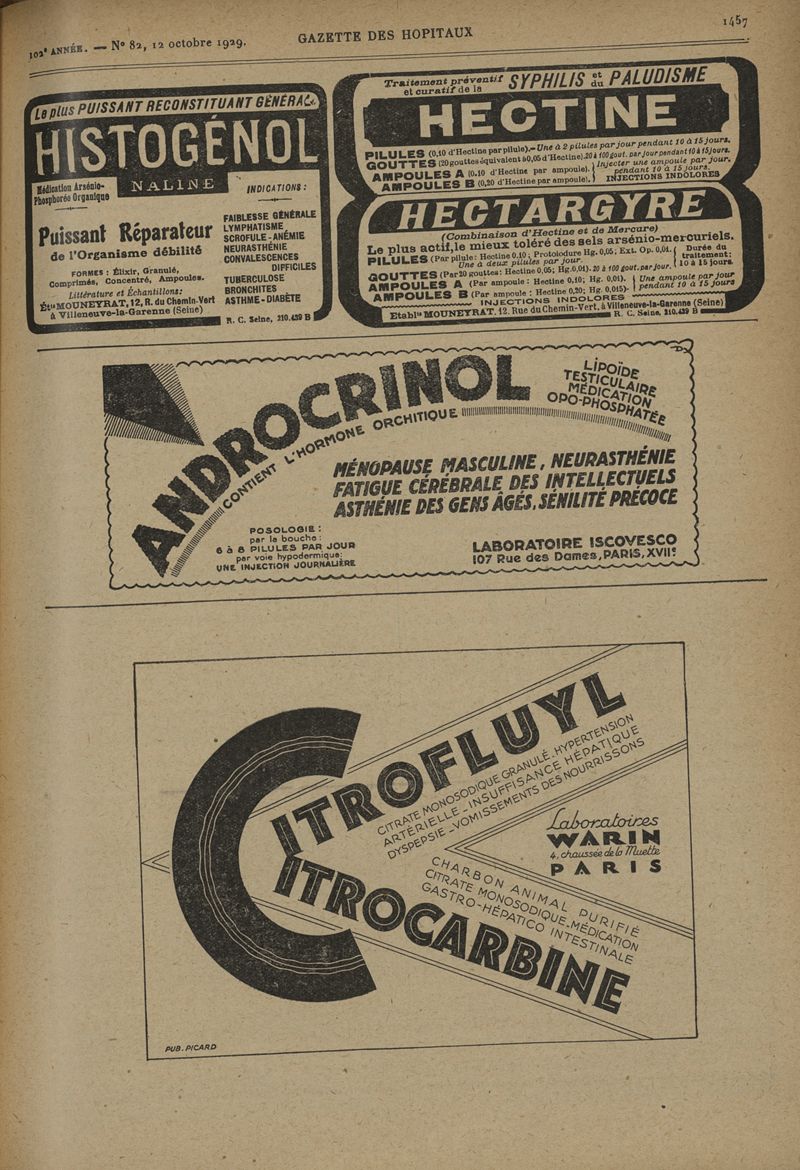 102e ANNÉE. — No 82, 12 octobre 1929.
GAZETTE DES HOPITAUX
1457
Le plus PUISSANT RECONSTITUANT GÉNÉRAL
HISTOGÉNOL
Médication Arsénio-
Phosphorée Organique
NALINE
INDICATIONS :
Puissant Réparateur
de l'Organisme débilité
FORMES : Élixir, Granulé,
Comprimés, Concentré, Ampoules.
Littérature et Échantillons:
Étts MOUNEYRAT, 12, R. du Chemin-Vert
à Villeneuve-la-Garenne (Seine)
FAIBLESSE GÉNÉRALE
LYMPHATISME
SCROFULE - ANÉMIE
NEURASTHÉNIE
CONVALESCENCES
DIFFICILES
TUBERCULOSE
BRONCHITES
ASTHME - DIABÈTE
R. C. Seine, 210.439 B
Traitement préventif et curatif de la SYPHILIS et du PALUDISME
HECTINE
PILULES (0,10 d'Hectine par pilule).— Une à 2 pilules par jour pendant 10 à 15 jours.
GOUTTES (20 gouttes équivalent à 0,05 d'Hectine). 20 à 100 gout. par jour pendant 10 à 15 jours.
AMPOULES A (0,10 d'Hectine par ampoule). } Injecter une ampoule par jour,
pendant 10 à 15 jours.
AMPOULES B (0,20 d'Hectine par ampoule). } INJECTIONS INDOLORES
HECTARGYRE
(Combinaison d'Hectine et de Mercure)
Le plus actif, le mieux toléré des sels arsénio-mercuriels.
PILULES (Par pilule: Hectine 0,10; Protoiodure Hg. 0,05; Ext. Op. 0,01.
Une à deux pilules par jour.
GOUTTES (Par 20 gouttes: Hectine 0,05; Hg. 0,01). 20 à 100 gout. par jour.
Durée du
traitement:
10 à 15 jours
AMPOULES A (Par ampoule : Hectine 0,10; Hg. 0,01).
AMPOULES B (Par ampoule : Hectine 0,20; Hg. 0,015).
Une ampoule par jour
pendant 10 à 15 jours
INJECTIONS INDOLORES
Etablts MOUNEYRAT, 12, Rue du Chemin-Vert, à Villeneuve-la-Garenne (Seine)
R. C. Seine, 210.439 B
ANDROCRINOL
CONTIENT L'HORMONE ORCHITIQUE
LIPOÏDE
TESTICULAIRE
MÉDICATION
OPO-PHOSPHATÉE
MÉNOPAUSE MASCULINE, NEURASTHÉNIE
FATIGUE CÉRÉBRALE DES INTELLECTUELS
ASTHÉNIE DES GENS ÂGÉS, SÉNILITÉ PRÉCOCE
POSOLOGIE :
par la bouche :
6 à 8 PILULES PAR JOUR
par voie hypodermique:
UNE INJECTION JOURNALIÈRE
LABORATOIRE ISCOVESCO
107 Rue des Dames, PARIS, XVIIe
CITROFLUYL
CITRATE MONOSODIQUE GRANULÉ_HYPERTENSION
ARTÉRIELLE_INSUFFISANCE HÉPATIQUE
DYSPEPSIE_VOMISSEMENTS DES NOURRISSONS
Laboratoires
WARIN
4, chaussée de la Muette
PARIS
CHARBON ANIMAL PURIFIÉ
CITRATE MONOSODIQUE_MÉDICATION
GASTRO-HÉPATICO INTESTINALE
CITROCARBINE
PUB. PICARD